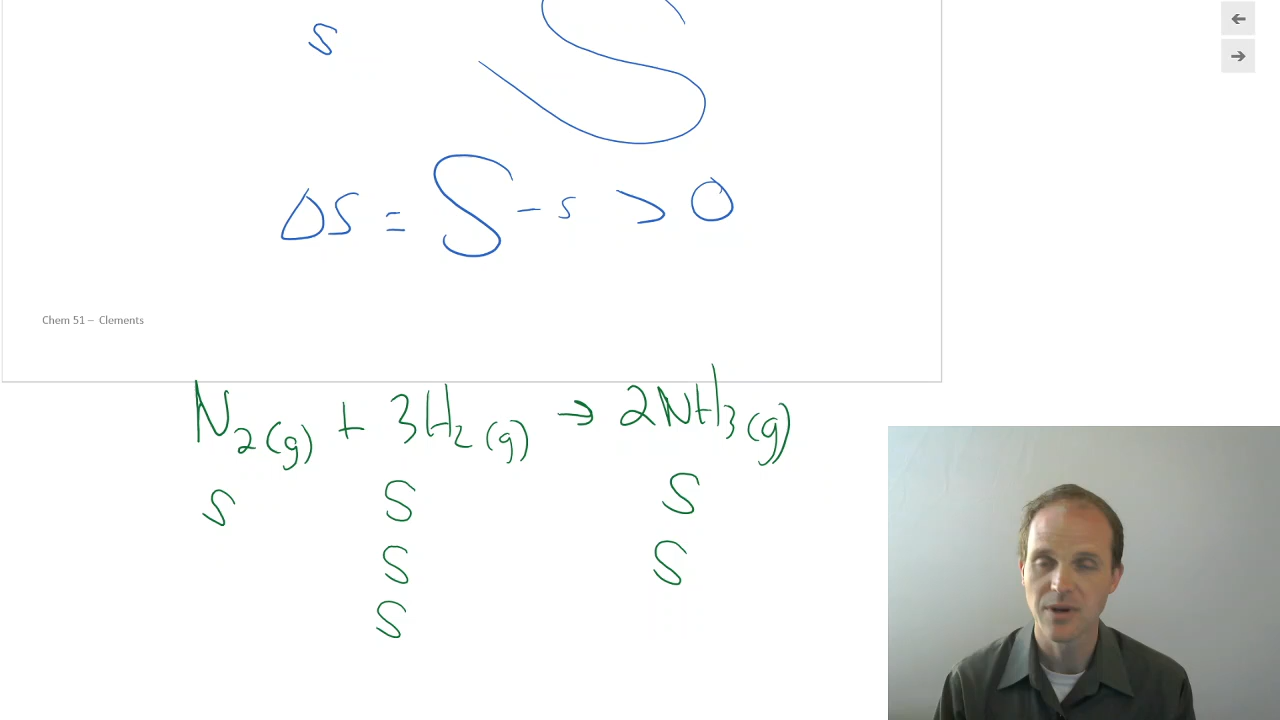 s S
ΔS = S - s > 0
Chem 51 – Clements
N₂(g) + 3H₂(g) → 2NH₃(g)
S S S
S S
S